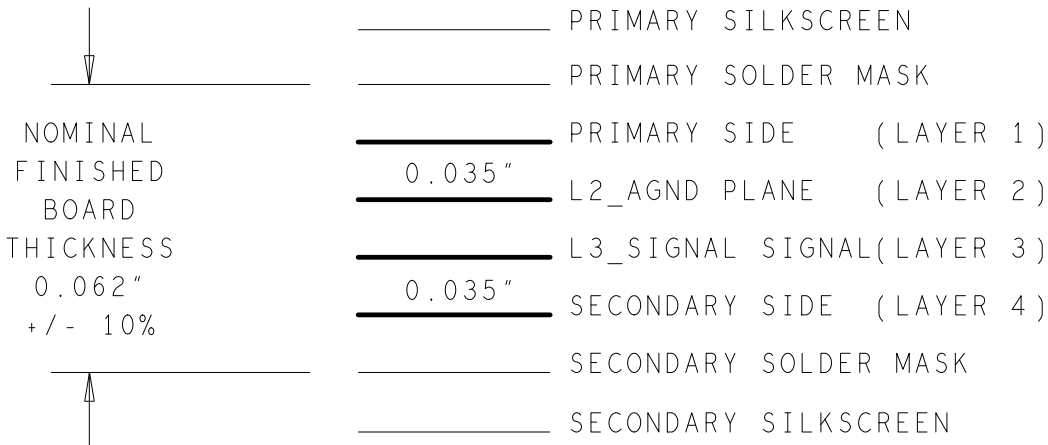 PRIMARY SILKSCREEN
PRIMARY SOLDER MASK
NOMINAL
FINISHED
BOARD
THICKNESS
0.062"
+/- 10%
PRIMARY SIDE (LAYER 1)
0.035"
L2_AGND PLANE (LAYER 2)
L3_SIGNAL SIGNAL(LAYER 3)
0.035"
SECONDARY SIDE (LAYER 4)
SECONDARY SOLDER MASK
SECONDARY SILKSCREEN